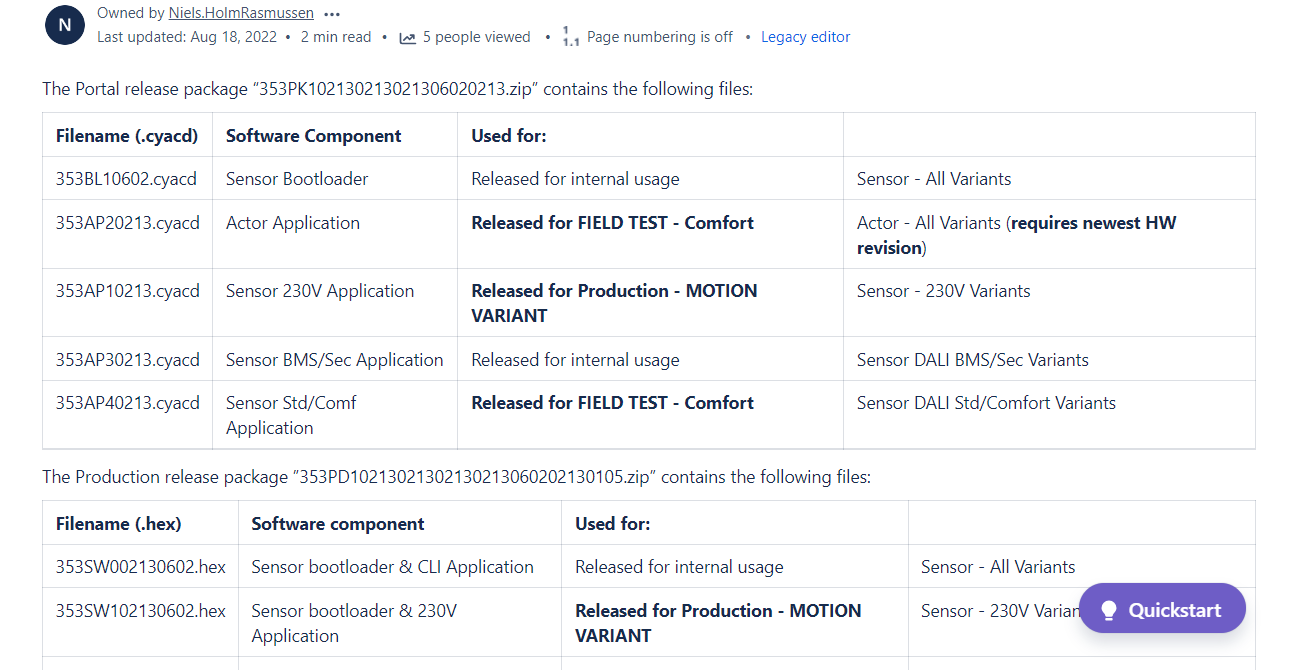 N
Owned by Niels.HolmRasmussen •••
Last updated: Aug 18, 2022 • 2 min read • 5 people viewed • 1 1.1 Page numbering is off • Legacy editor
The Portal release package “353PK102130213021306020213.zip” contains the following files:
Filename (.cyacd) Software Component Used for:
353BL10602.cyacd Sensor Bootloader Released for internal usage Sensor - All Variants
353AP20213.cyacd Actor Application Released for FIELD TEST - Comfort Actor - All Variants (requires newest HW
revision)
353AP10213.cyacd Sensor 230V Application Released for Production - MOTION Sensor - 230V Variants
VARIANT
353AP30213.cyacd Sensor BMS/Sec Application Released for internal usage Sensor DALI BMS/Sec Variants
353AP40213.cyacd Sensor Std/Comf Released for FIELD TEST - Comfort Sensor DALI Std/Comfort Variants
Application
The Production release package ”353PD10213021302130213060202130105.zip” contains the following files:
Filename (.hex) Software component Used for:
353SW002130602.hex Sensor bootloader & CLI Application Released for internal usage Sensor - All Variants
353SW102130602.hex Sensor bootloader & 230V Released for Production - MOTION Sensor - 230V Varian
Application VARIANT
Quickstart